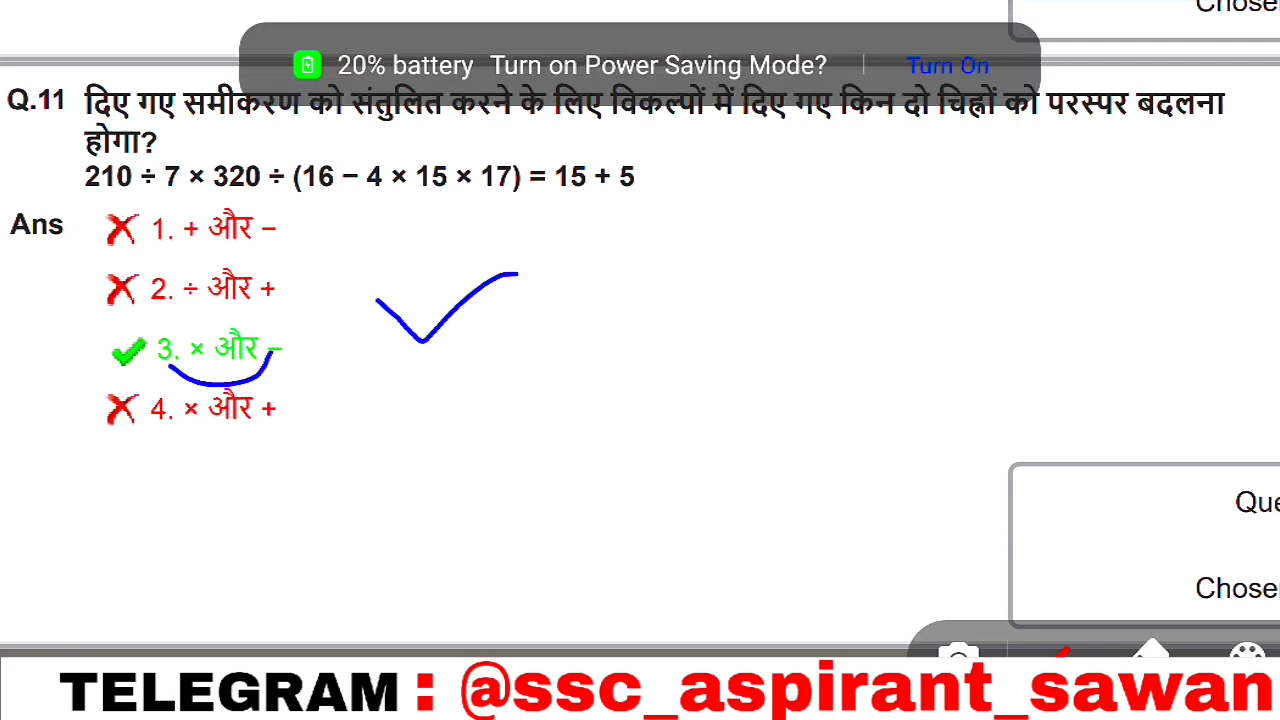 Chosen
20% battery Turn on Power Saving Mode? Turn On
Q.11 दिए गए समीकरण को संतुलित करने के लिए विकल्पों में दिए गए किन दो चिह्नों को परस्पर बदलना
होगा?
210 ÷ 7 × 320 ÷ (16 − 4 × 15 × 17) = 15 + 5
Ans 1. + और −
2. ÷ और +
3. × और −
4. × और +
Que
Chosen
TELEGRAM : @ssc_aspirant_sawan